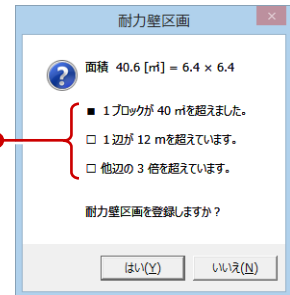 耐力壁区画
面積 40.6 [㎡] = 6.4 × 6.4
■ 1ブロックが 40 ㎡を超えました。
□ 1辺が 12 mを超えています。
□ 他辺の 3 倍を超えています。
耐力壁区画を登録しますか?
はい(Y) いいえ(N)